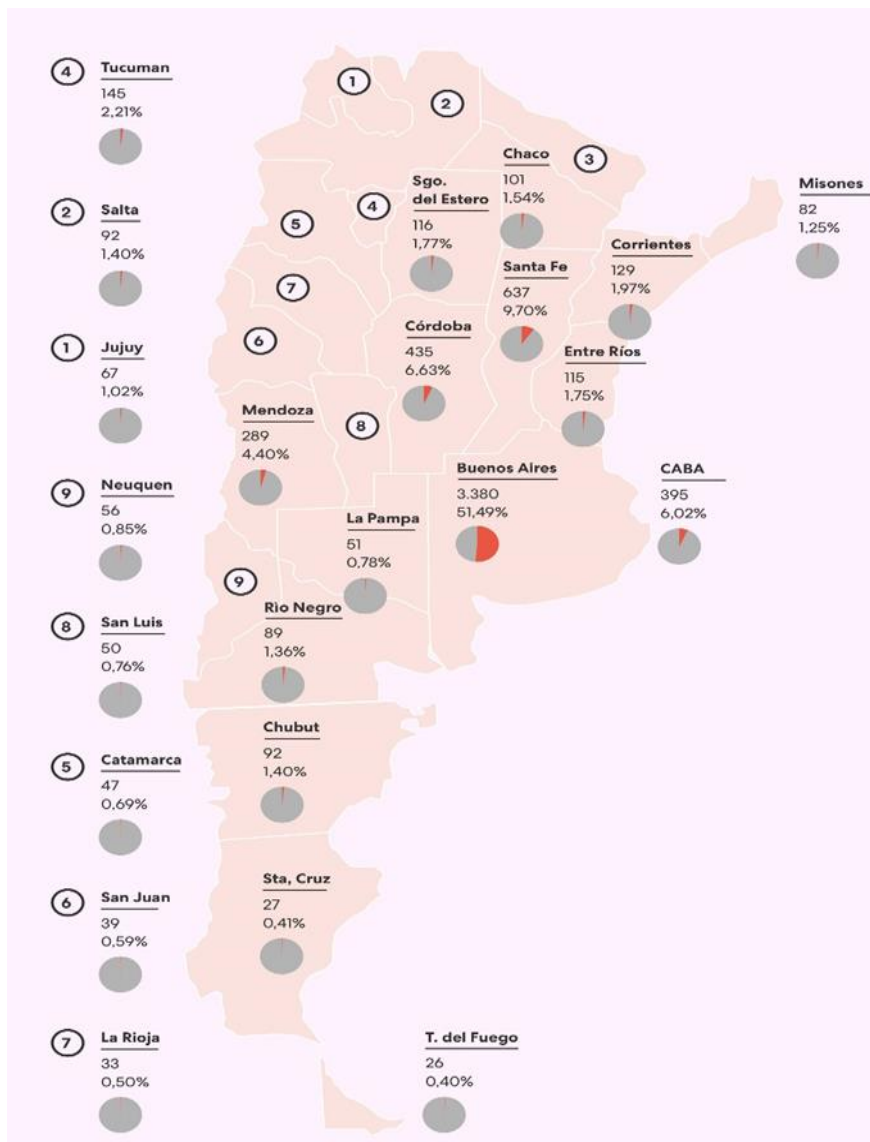 4 Tucuman
145
2,21%
2 Salta
92
1,40%
1 Jujuy
67
1,02%
9 Neuquen
56
0,85%
8 San Luis
50
0,76%
5 Catamarca
47
0,69%
6 San Juan
39
0,59%
7 La Rioja
33
0,50%
1
2
3
4
5
7
6
8
9
Chaco
101
1.54%
Sgo.
del Estero
116
1,77%
Misones
82
1,25%
Corrientes
129
1,97%
Santa Fe
637
9,70%
Córdoba
435
6,63%
Entre Ríos
115
1,75%
Mendoza
289
4,40%
Buenos Aires
3.380
51,49%
CABA
395
6,02%
La Pampa
51
0,78%
Rìo Negro
89
1,36%
Chubut
92
1,40%
Sta, Cruz
27
0,41%
T. del Fuego
26
0,40%